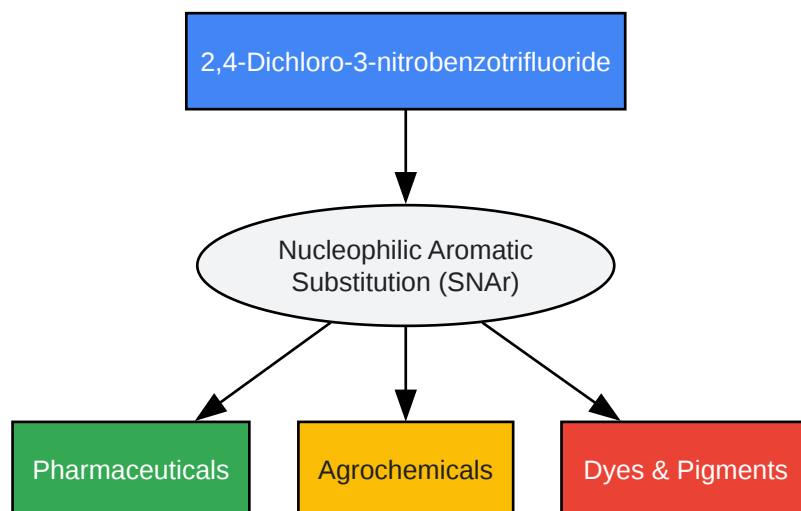 2,4-Dichloro-3-nitrobenzotrifluoride
Nucleophilic Aromatic
Substitution (SNAr)
Pharmaceuticals
Agrochemicals
Dyes & Pigments